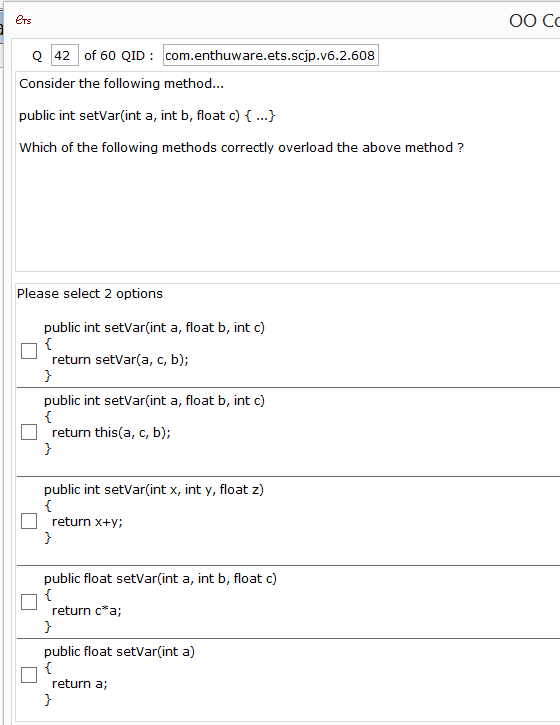 ETS
OO Co
Q 42 of 60 QID : com.enthuware.ets.scjp.v6.2.608
Consider the following method...
public int setVar(int a, int b, float c) { ...}
Which of the following methods correctly overload the above method ?
Please select 2 options
public int setVar(int a, float b, int c)
{
return setVar(a, c, b);
}
public int setVar(int a, float b, int c)
{
return this(a, c, b);
}
public int setVar(int x, int y, float z)
{
return x+y;
}
public float setVar(int a, int b, float c)
{
return c*a;
}
public float setVar(int a)
{
return a;
}